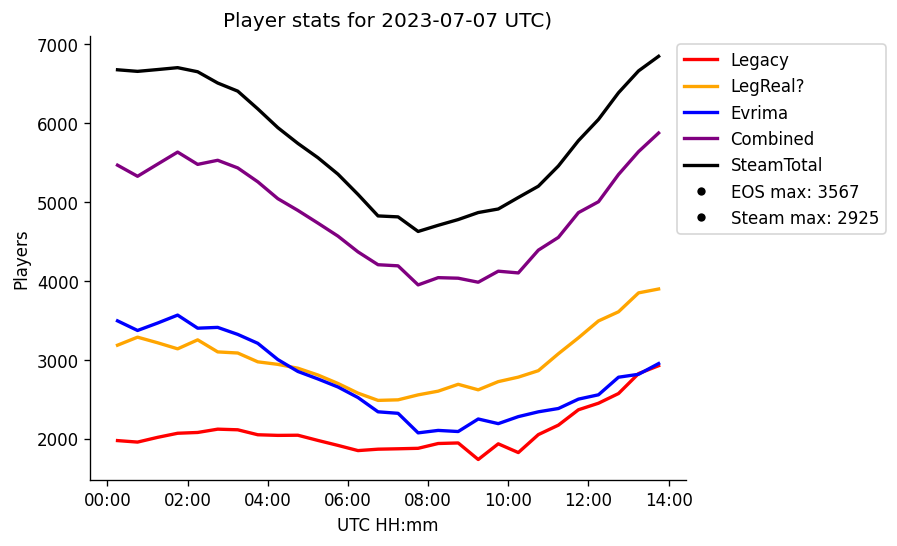 Player stats for 2023-07-07 UTC)
7000
6000
5000
4000
3000
2000
Players
00:00 02:00 04:00 06:00 08:00 10:00 12:00 14:00
UTC HH:mm
Legacy
LegReal?
Evrima
Combined
SteamTotal
EOS max: 3567
Steam max: 2925